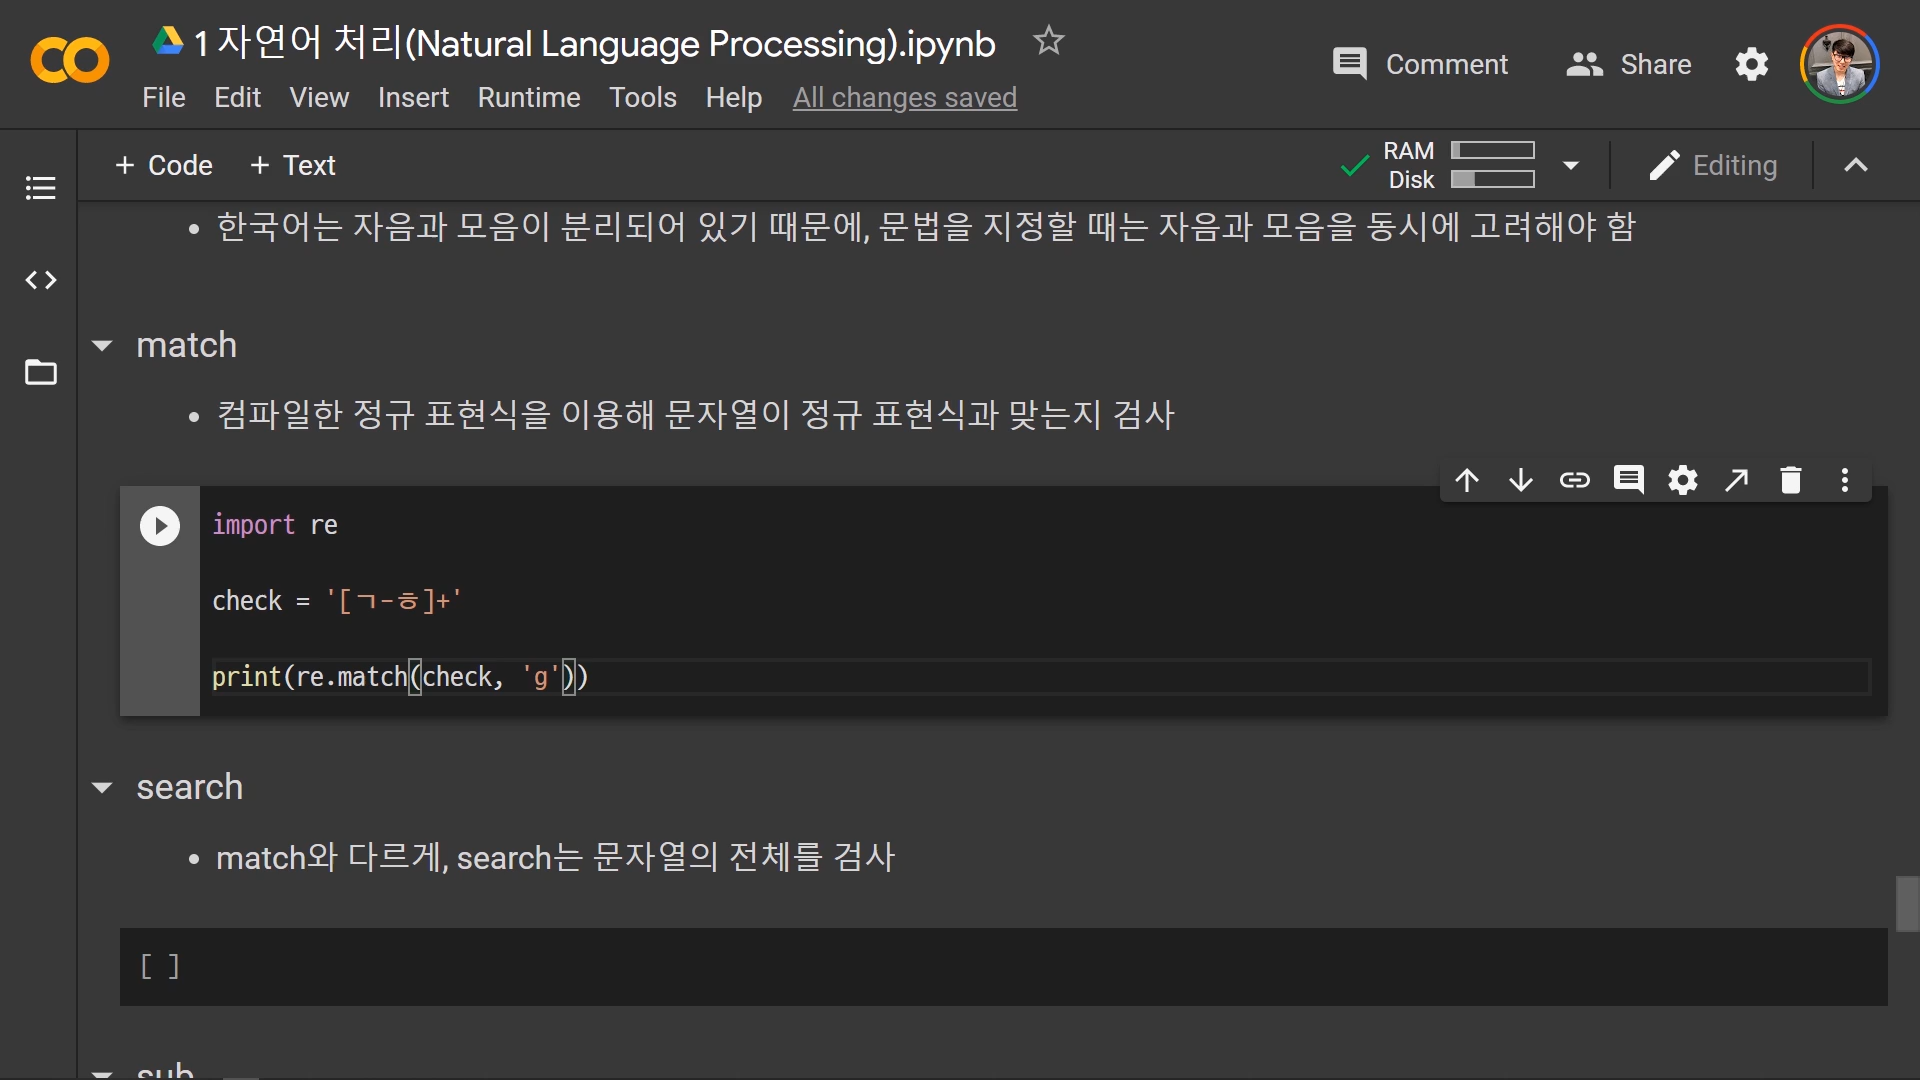 1 자연어 처리(Natural Language Processing).ipynb
Comment
Share
File Edit View Insert Runtime Tools Help All changes saved
+ Code + Text
RAM
Disk
Editing
• 한국어는 자음과 모음이 분리되어 있기 때문에, 문법을 지정할 때는 자음과 모음을 동시에 고려해야 함
match
• 컴파일한 정규 표현식을 이용해 문자열이 정규 표현식과 맞는지 검사
import re
check = '[ㄱ-ㅎ]+'
print(re.match(check, 'g'))
search
• match와 다르게, search는 문자열의 전체를 검사
[ ]
sub